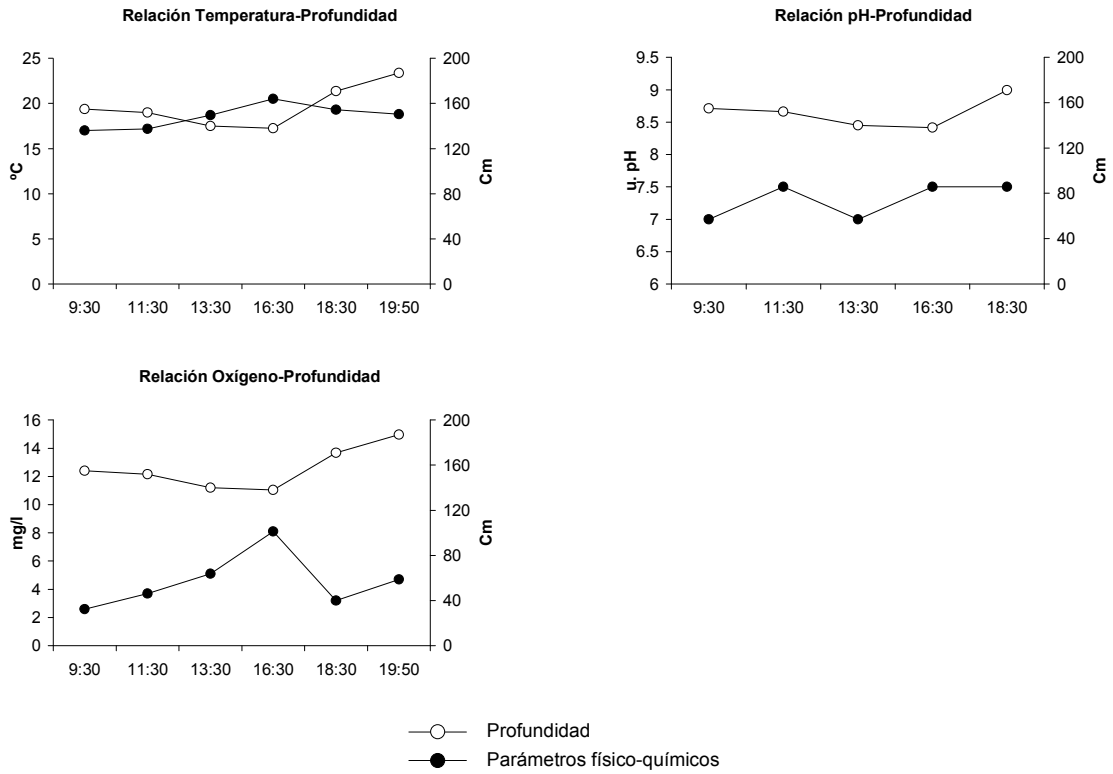 Relación Temperatura-Profundidad
25
20
15
10
5
0
ºC
200
160
120
80
40
0
Cm
9:30 11:30 13:30 16:30 18:30 19:50
Relación pH-Profundidad
9.5
9
8.5
8
7.5
7
6.5
6
u. pH
200
160
120
80
40
0
Cm
9:30 11:30 13:30 16:30 18:30
Relación Oxígeno-Profundidad
16
14
12
10
8
6
4
2
0
mg/l
200
160
120
80
40
0
Cm
9:30 11:30 13:30 16:30 18:30 19:50
Profundidad
Parámetros físico-químicos